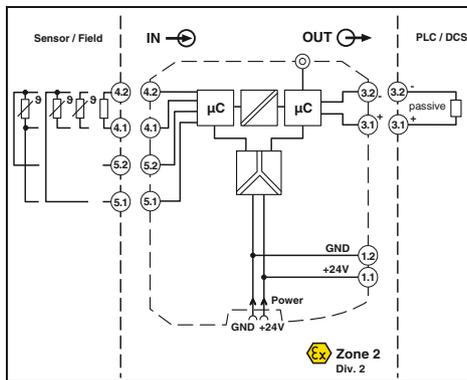 Sensor / Field
IN
OUT
PLC / DCS
ϑ ϑ ϑ
4.2
4.2
µC
µC
3.2
-
3.2
-
passive
4.1
4.1
3.1
+
3.1
+
5.2
5.2
5.1
5.1
GND
1.2
+24V
1.1
Power
GND +24V
Ex
Zone 2
Div. 2